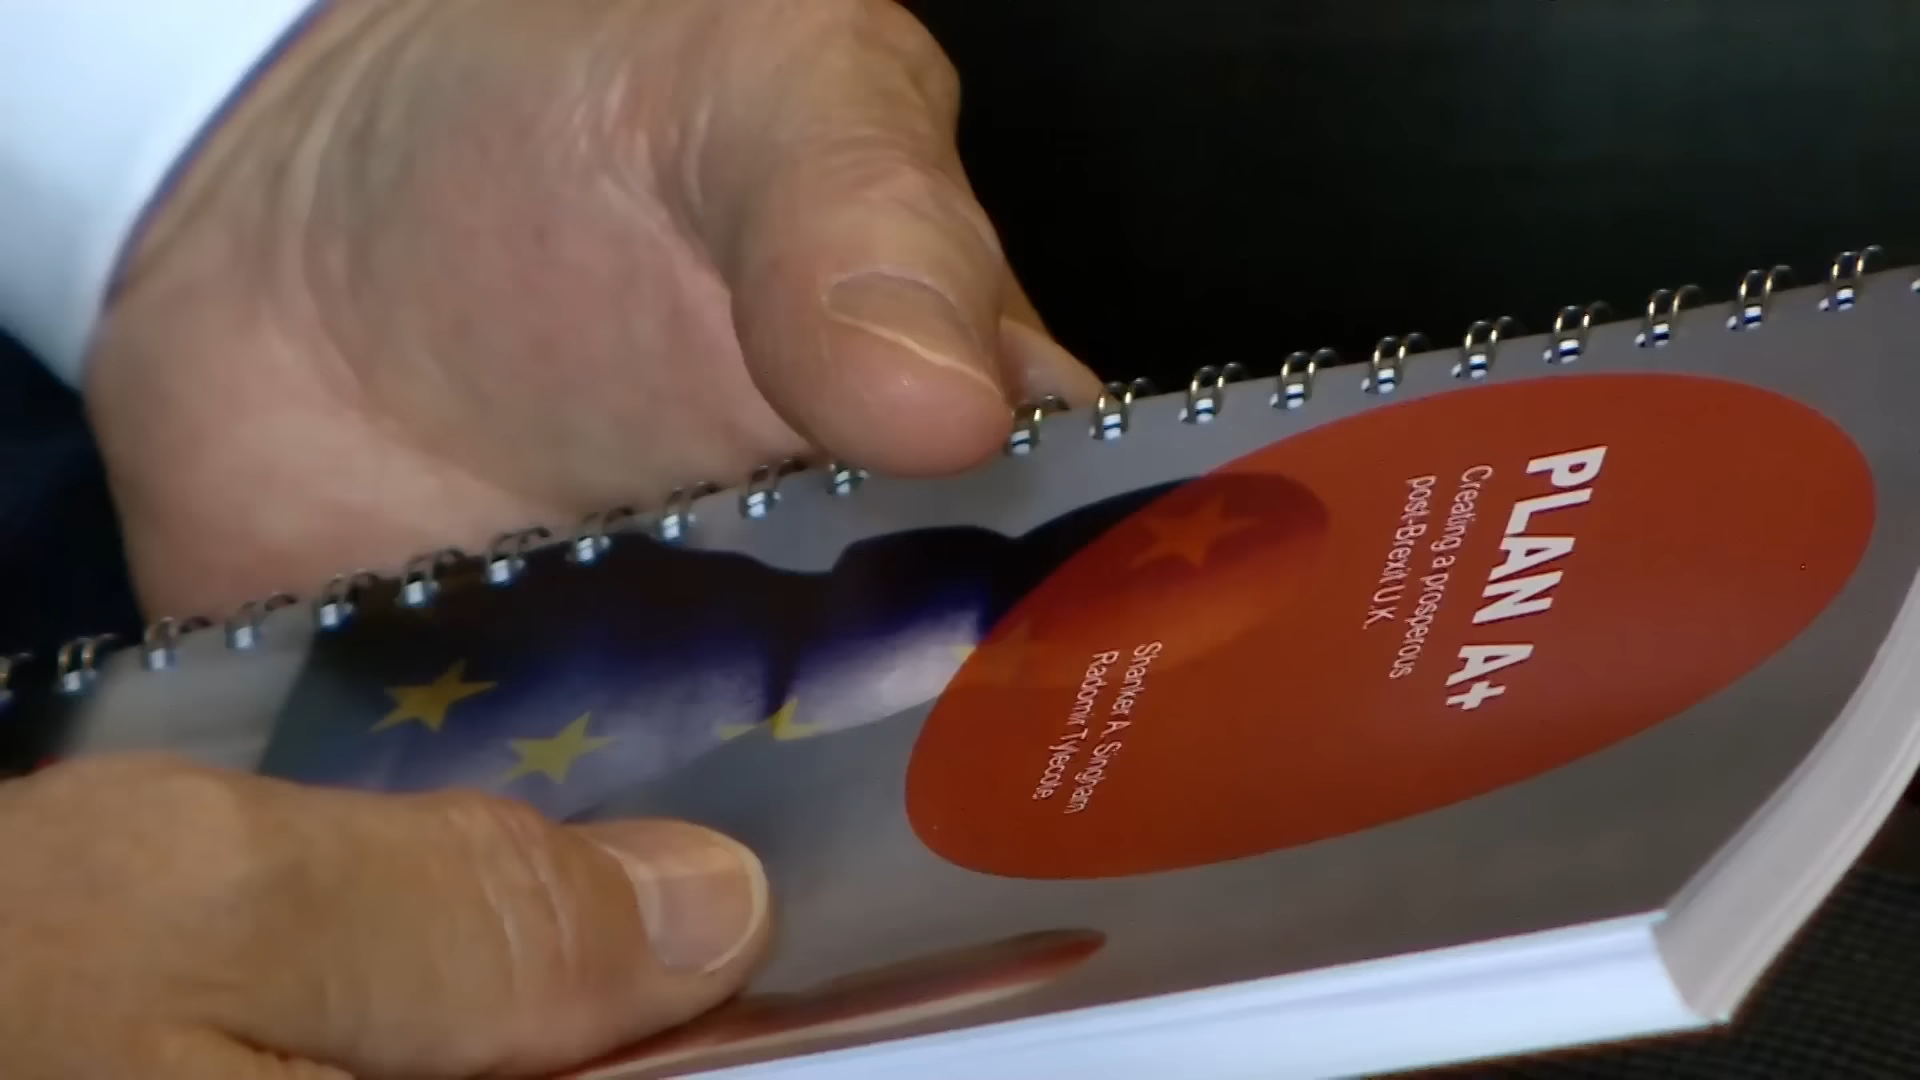 PLAN A+
Creating a prosperous
post-Brexit U.K.
Shanker A. Singham
Radomir Tylecote